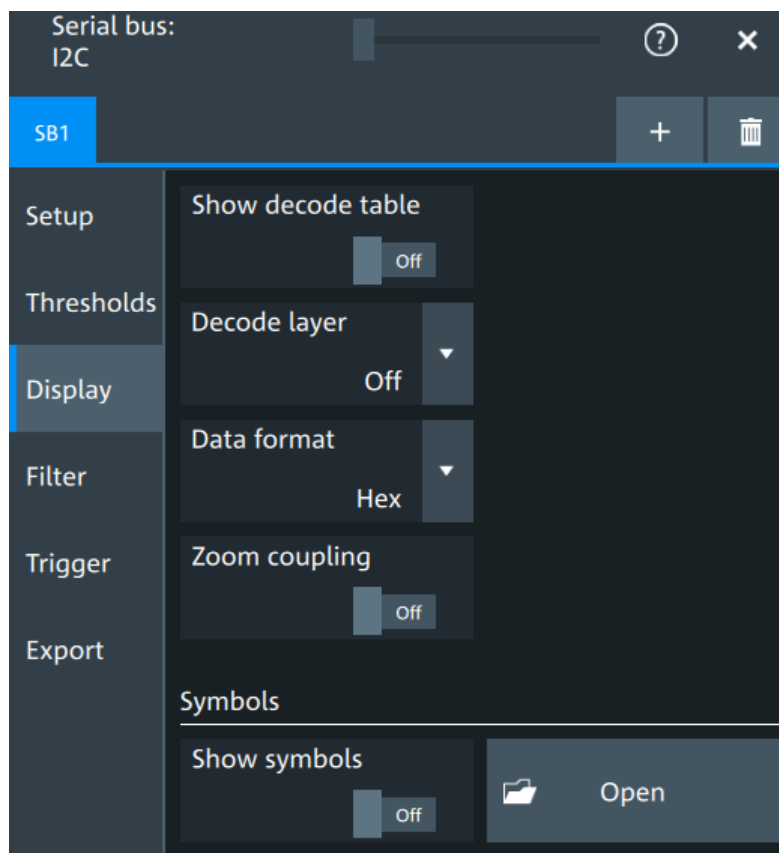 Serial bus:
I2C
?
SB1
+
Setup
Thresholds
Display
Filter
Trigger
Export
Show decode table
Off
Decode layer
Off
Data format
Hex
Zoom coupling
Off
Symbols
Show symbols
Off
Open